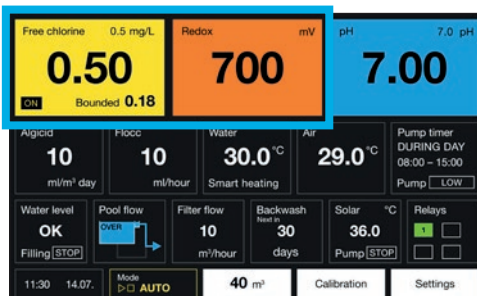 Free chlorine 0.5 mg/L
0.50
ON Bounded 0.18
Redox mV
700
pH 7.0 pH
7.00
Algicid
10
ml/m³ day
Flocc
10
ml/hour
Water
30.0 °C
Smart heating
Air
29.0 °C
Pump timer
DURING DAY
08:00 – 15:00
Pump LOW
Water level
OK
Filling STOP
Pool flow
OVER
Filter flow
10
m³/hour
Backwash
Next in
30
days
Solar °C
36.0
Pump STOP
Relays
1
11:30 14.07.
Mode
AUTO
40 m³
Calibration
Settings